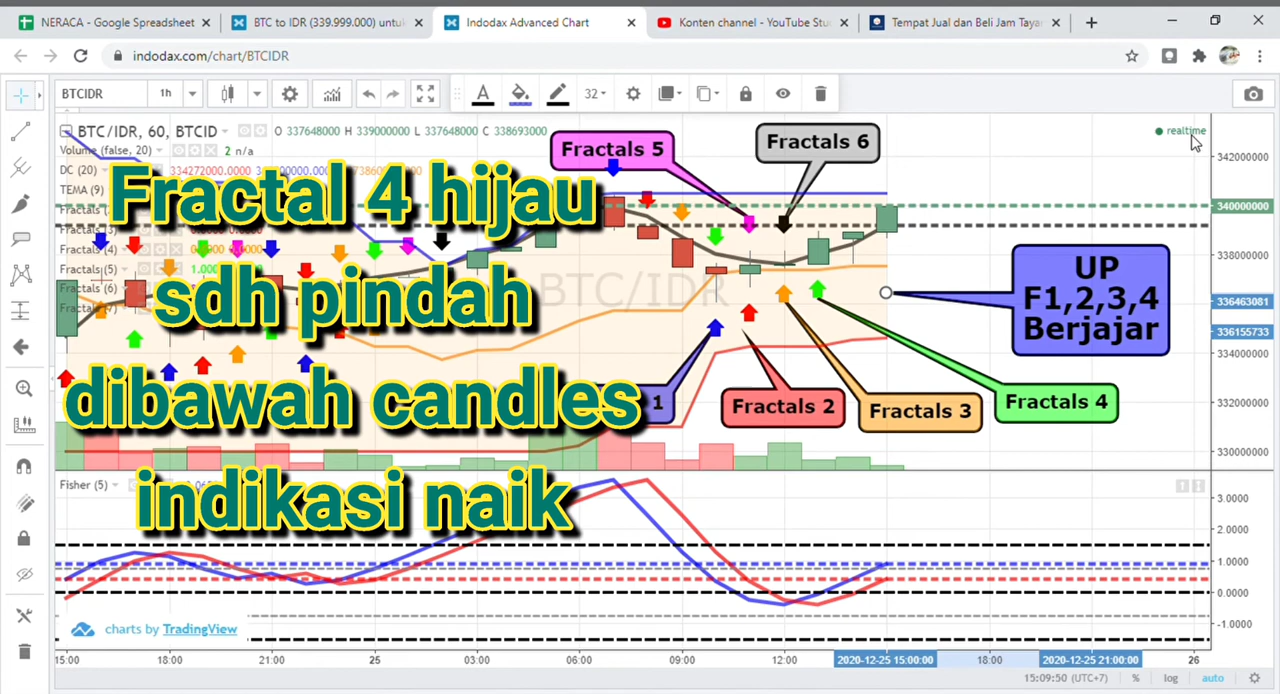 NERACA - Google Spreadsheet
BTC to IDR (339.999.000) untuk
Indodax Advanced Chart
Konten channel - YouTube Stu
Tempat Jual dan Beli Jam Tayan
indodax.com/chart/BTCIDR
BTCIDR
1h
32
BTC/IDR, 60, BTCID
O 337648000 H 339000000 L 337648000 C 338693000
realtime
Volume (false, 20)
2 n/a
DC (20)
TEMA (9)
Fractals (4)
Fractals (5)
Fractals 5
Fractals 6
Fractal 4 hijau
sdh pindah
dibawah candles
indikasi naik
BTC/IDR
UP
F1,2,3,4
Berjajar
1
Fractals 2
Fractals 3
Fractals 4
342000000
340000000
338000000
336463081
336155733
334000000
332000000
330000000
Fisher (5)
3.0000
2.0000
1.0000
0.0000
-1.0000
charts by TradingView
15:00
18:00
21:00
25
03:00
06:00
09:00
12:00
2020-12-25 15:00:00
18:00
2020-12-25 21:00:00
26
15:09:50 (UTC+7)
%
log
auto